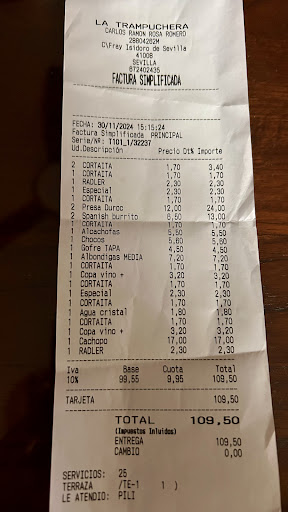 LA TRAMPUCHERA
CARLOS RAMON ROSA ROMERO
28804262M
C\Fray Isidoro de Sevilla
41008
SEVILLA
672402435
FACTURA SIMPLIFICADA
FECHA: 30/11/2024 15:15:24
Factura Simplificada PRINCIPAL
Serie/Nº: T101_1/32237
Ud.Descripción Precio Dt% Importe
2 CORTAITA 1,70 3,40
1 CORTAITA 1,70 1,70
1 RADLER 2,30 2,30
1 Especial 2,30 2,30
1 CORTAITA 1,70 1,70
2 Presa Duroc 12,00 24,00
2 Spanish burrito 6,50 13,00
1 CORTAITA 1,70 1,70
1 Alcachofas 5,50 5,50
1 Chocos 5,60 5,60
1 Gofre TAPA 4,50 4,50
1 Albondigas MEDIA 7,20 7,20
1 CORTAITA 1,70 1,70
1 Copa vino + 3,20 3,20
1 CORTAITA 1,70 1,70
1 Especial 2,30 2,30
1 CORTAITA 1,70 1,70
1 Agua cristal 1,80 1,80
1 CORTAITA 1,70 1,70
1 Copa vino + 3,20 3,20
1 Cachopo 17,00 17,00
1 RADLER 2,30 2,30
Iva Base Cuota Total
10% 99,55 9,95 109,50
TARJETA 109,50
TOTAL 109,50
(Impuestos Incluidos)
ENTREGA 109,50
CAMBIO 0,00
SERVICIOS: 25
TERRAZA /TE-1 1 )
LE ATENDIO: PILI